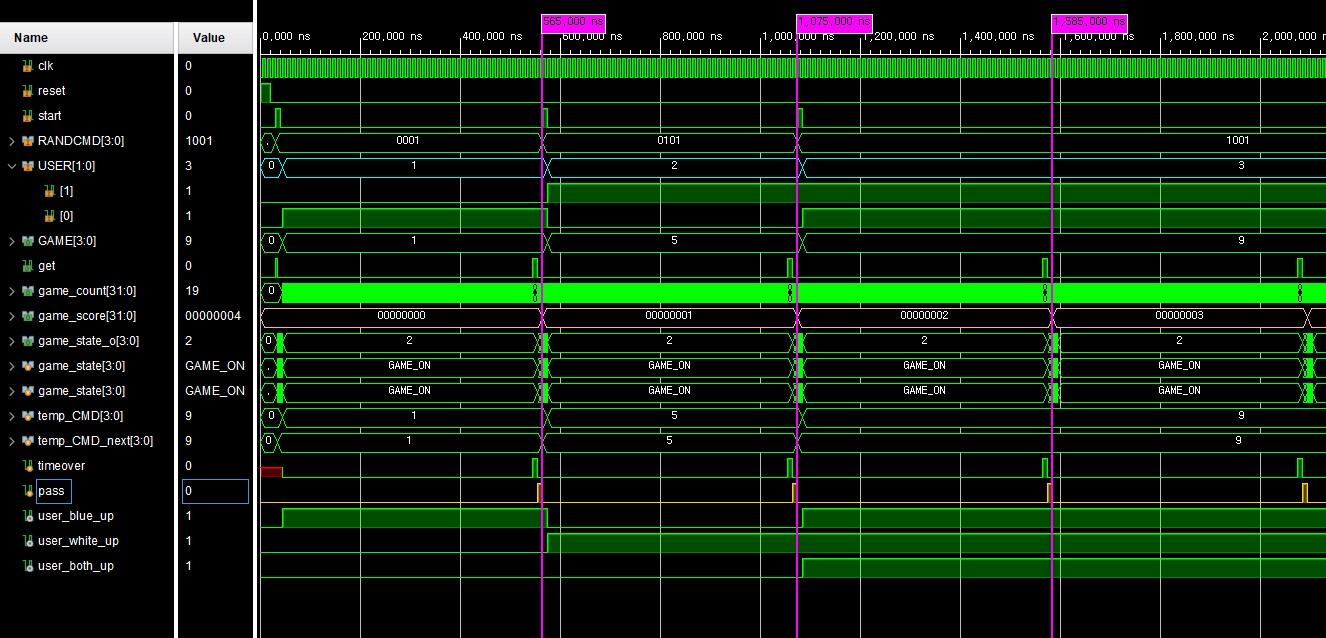 565,000 ns 1,075,000 ns 1,585,000 ns
Name Value 0,000 ns 200,000 ns 400,000 ns 600,000 ns 800,000 ns 1,000,000 ns 1,200,000 ns 1,400,000 ns 1,600,000 ns 1,800,000 ns 2,000,000
clk 0
reset 0
start 0
RANDCMD[3:0] 1001 0001 0101 1001
USER[1:0] 3 0 1 2 3
[1] 1
[0] 1
GAME[3:0] 9 0 1 5 9
get 0
game_count[31:0] 19 0
game_score[31:0] 00000004 00000000 00000001 00000002 00000003
game_state_o[3:0] 2 0 2 2 2 2
game_state[3:0] GAME_ON GAME_ON GAME_ON GAME_ON GAME_ON
game_state[3:0] GAME_ON GAME_ON GAME_ON GAME_ON GAME_ON
temp_CMD[3:0] 9 0 1 5 9
temp_CMD_next[3:0] 9 0 1 5 9
timeover 0
pass 0
user_blue_up 1
user_white_up 1
user_both_up 1